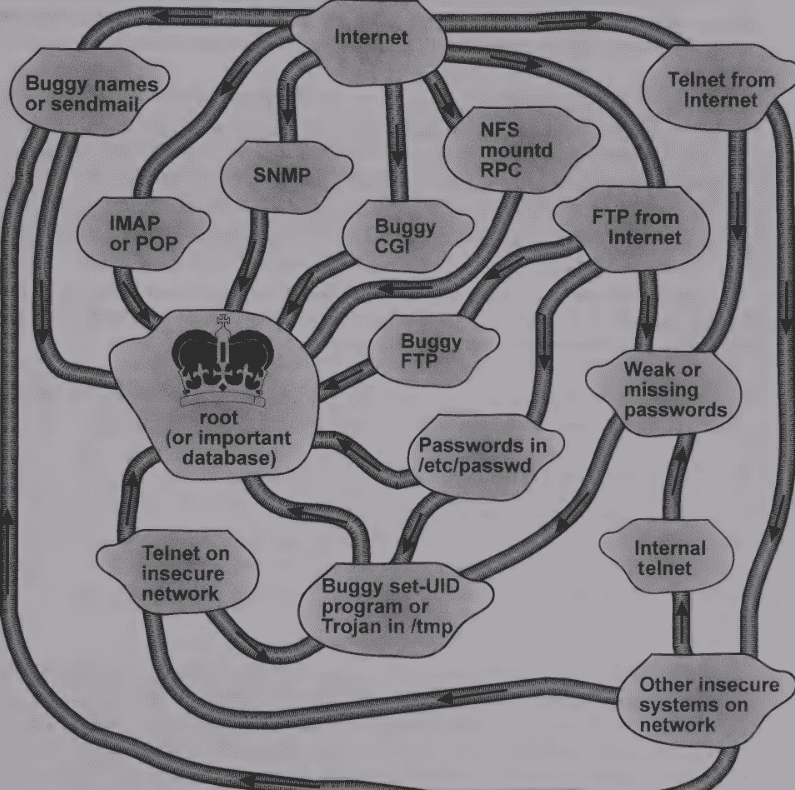 Internet
Buggy names
or sendmail
Telnet from
Internet
NFS
mountd
RPC
SNMP
IMAP
or POP
Buggy
CGI
FTP from
Internet
Buggy
FTP
Weak or
missing
passwords
root
(or important
database)
Passwords in
/etc/passwd
Telnet on
insecure
network
Internal
telnet
Buggy set-UID
program or
Trojan in /tmp
Other insecure
systems on
network